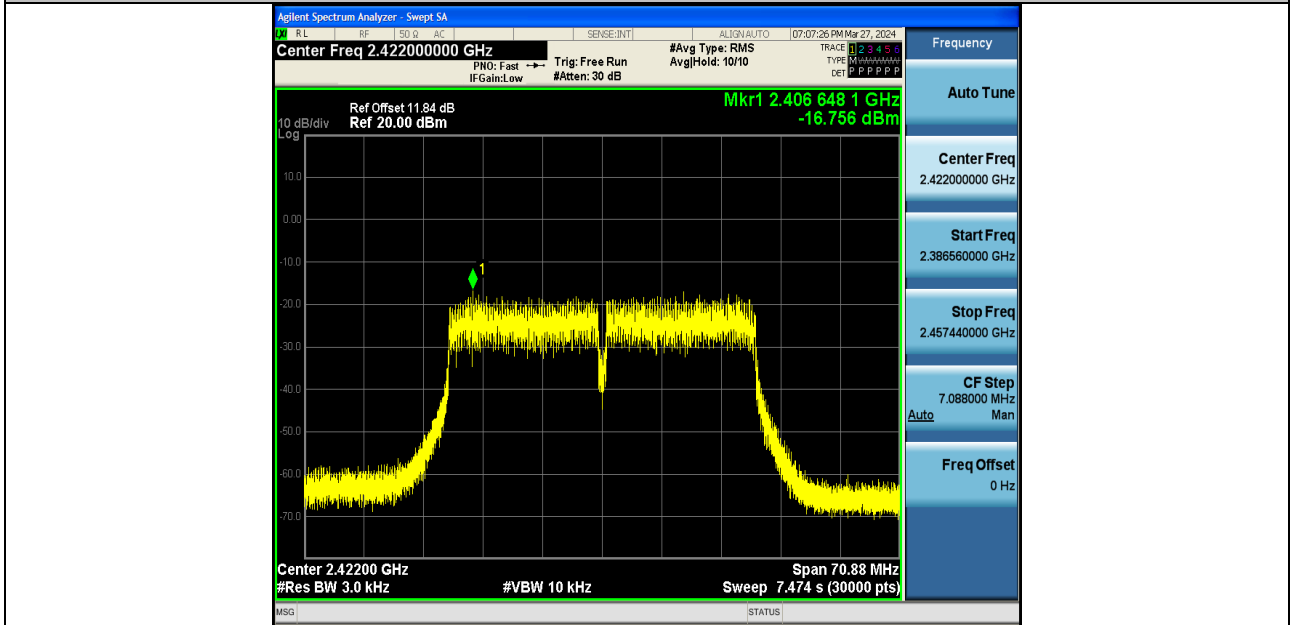 Agilent Spectrum Analyzer - Swept SA
RL RF 50 Ω AC SENSE:INT ALIGN AUTO 07:07:26 PM Mar 27, 2024
Center Freq 2.422000000 GHz
PNO: Fast
IFGain:Low
Trig: Free Run
#Atten: 30 dB
#Avg Type: RMS
Avg|Hold: 10/10
TRACE 1 2 3 4 5 6
TYPE M
DET P P P P P P
Ref Offset 11.84 dB
10 dB/div Ref 20.00 dBm
Log
Mkr1 2.406 648 1 GHz
-16.756 dBm
10.0
0.00
-10.0
1
-20.0
-30.0
-40.0
-50.0
-60.0
-70.0
Center 2.42200 GHz Span 70.88 MHz
#Res BW 3.0 kHz #VBW 10 kHz Sweep 7.474 s (30000 pts)
MSG STATUS
Frequency
Auto Tune
Center Freq
2.422000000 GHz
Start Freq
2.386560000 GHz
Stop Freq
2.457440000 GHz
CF Step
7.088000 MHz
Auto Man
Freq Offset
0 Hz